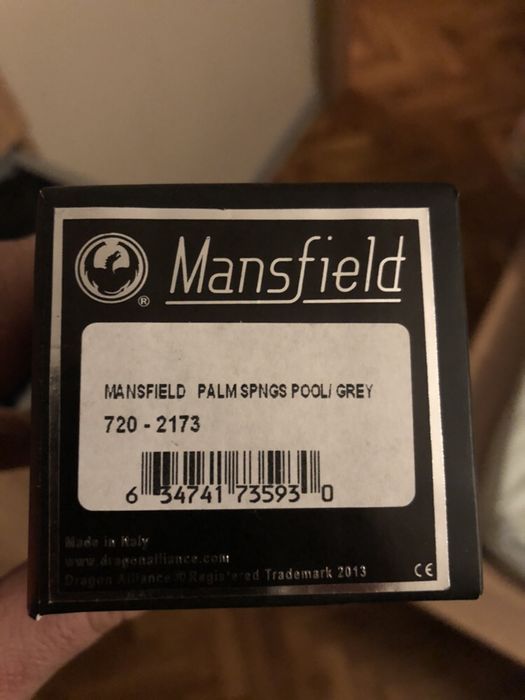 Mansfield
®
MANSFIELD PALM SPNGS POOL/ GREY
720 - 2173
6 34741 73593 0
Made in Italy
www.dragonalliance.com
Dragon Alliance ® Registered Trademark 2013
CE